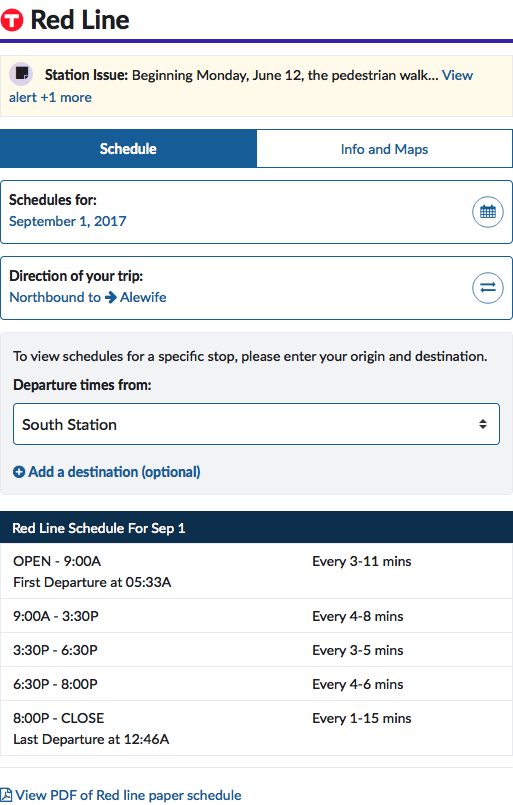 T Red Line
Station Issue: Beginning Monday, June 12, the pedestrian walk... View
alert +1 more
Schedule
Info and Maps
Schedules for:
September 1, 2017
Direction of your trip:
Northbound to → Alewife
To view schedules for a specific stop, please enter your origin and destination.
Departure times from:
South Station
Add a destination (optional)
Red Line Schedule For Sep 1
OPEN - 9:00A Every 3-11 mins
First Departure at 05:33A
9:00A - 3:30P Every 4-8 mins
3:30P - 6:30P Every 3-5 mins
6:30P - 8:00P Every 4-6 mins
8:00P - CLOSE Every 1-15 mins
Last Departure at 12:46A
View PDF of Red line paper schedule